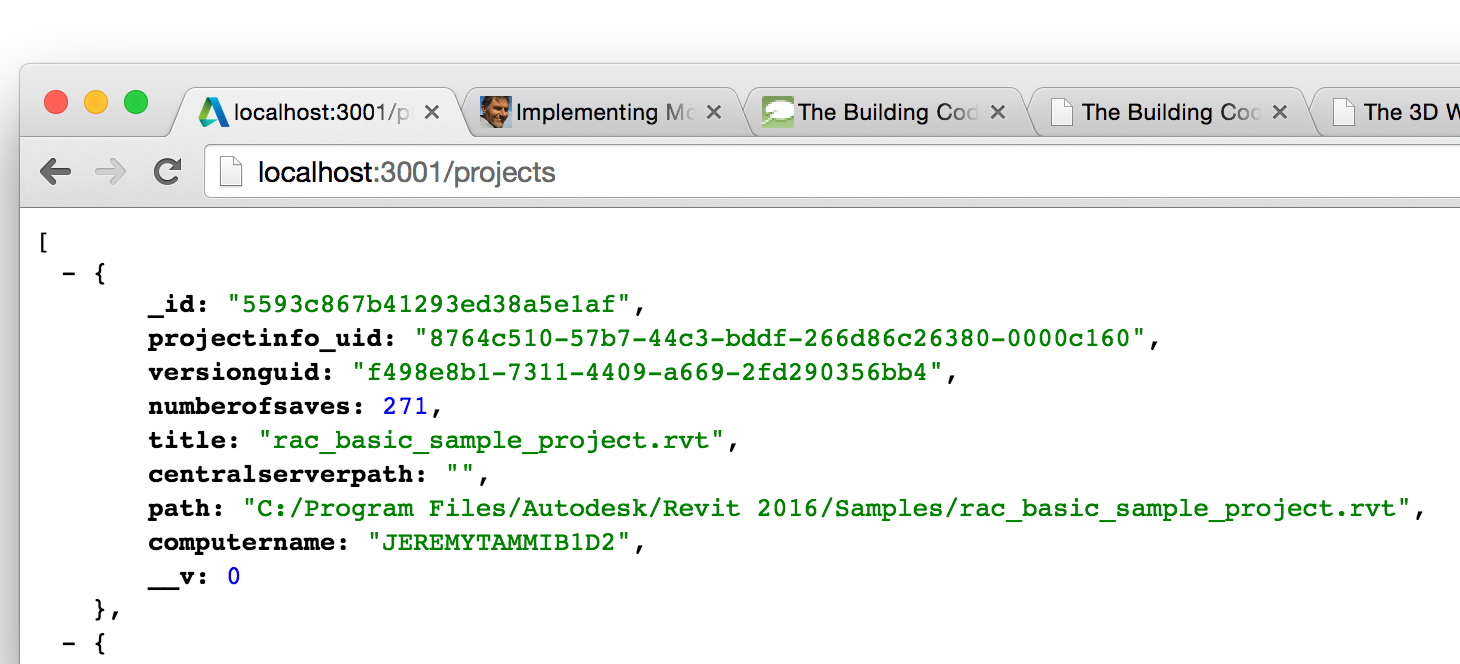 localhost:3001/p
Implementing Mo
The Building Cod
The Building Coc
The 3D W
localhost:3001/projects
[
- {
_id: "5593c867b41293ed38a5e1af",
projectinfo_uid: "8764c510-57b7-44c3-bddf-266d86c26380-0000c160",
versionguid: "f498e8b1-7311-4409-a669-2fd290356bb4",
numberofsaves: 271,
title: "rac_basic_sample_project.rvt",
centralserverpath: "",
path: "C:/Program Files/Autodesk/Revit 2016/Samples/rac_basic_sample_project.rvt",
computername: "JEREMYTAMMIB1D2",
__v: 0
},
- {